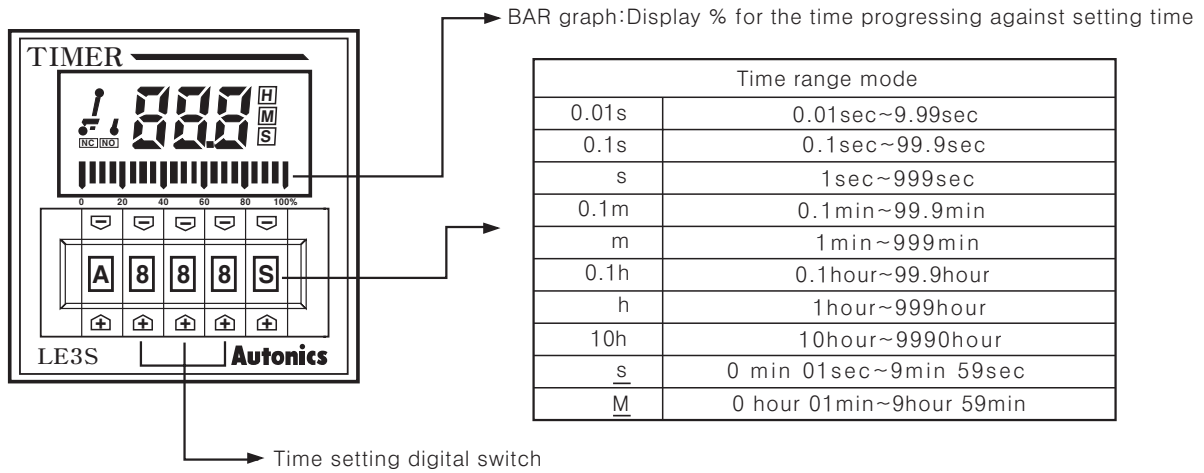 BAR graph:Display % for the time progressing against setting time
TIMER
88.8
H
M
S
NC NO
0 20 40 60 80 100%
A 8 8 8 S
LE3S Autonics
Time range mode
0.01s 0.01sec~9.99sec
0.1s 0.1sec~99.9sec
s 1sec~999sec
0.1m 0.1min~99.9min
m 1min~999min
0.1h 0.1hour~99.9hour
h 1hour~999hour
10h 10hour~9990hour
s 0 min 01sec~9min 59sec
M 0 hour 01min~9hour 59min
Time setting digital switch